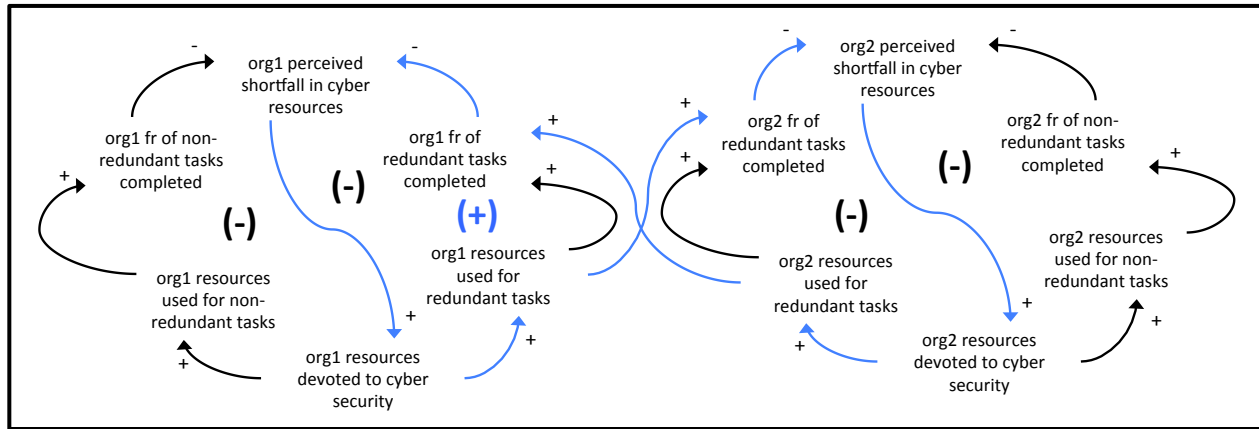 -
-
-
-
org1 perceived
shortfall in cyber
resources
org2 perceived
shortfall in cyber
resources
+
+
org1 fr of non-
redundant tasks
completed
org1 fr of
redundant tasks
completed
org2 fr of
redundant tasks
completed
org2 fr of non-
redundant tasks
completed
+
+
+
+
(-)
(-)
(+)
(-)
(-)
org1 resources
used for non-
redundant tasks
org1 resources
used for
redundant tasks
org2 resources
used for
redundant tasks
org2 resources
used for non-
redundant tasks
+
+
+
+
+
+
org1 resources
devoted to cyber
security
org2 resources
devoted to cyber
security